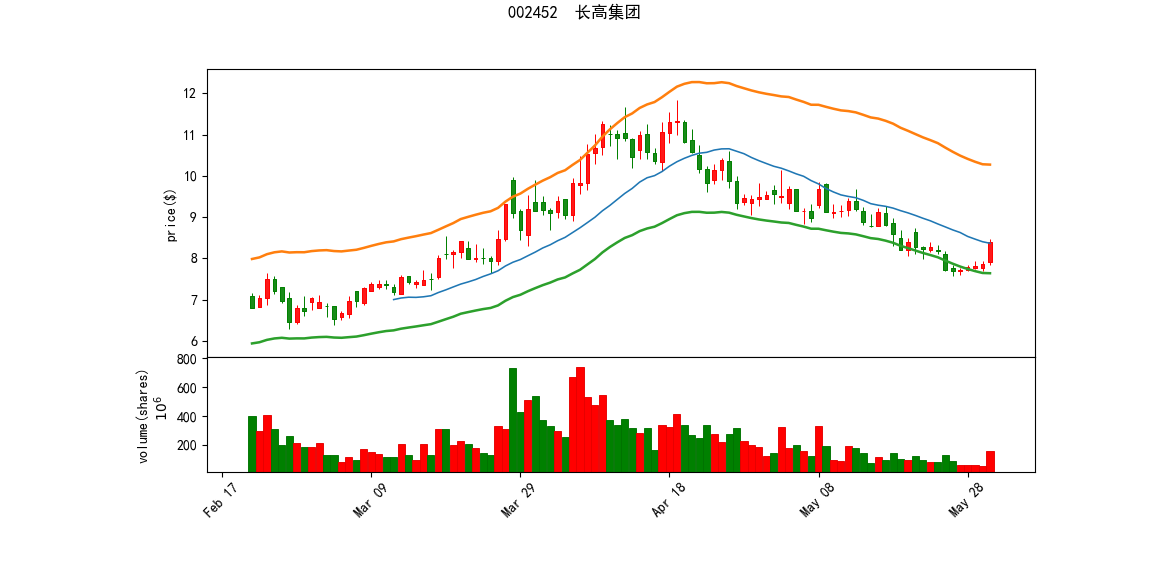 002452  长高集团
price($)
12
11
10
9
8
7
6
volume(shares)
10^6
800
600
400
200
Feb 17
Mar 09
Mar 29
Apr 18
May 08
May 28